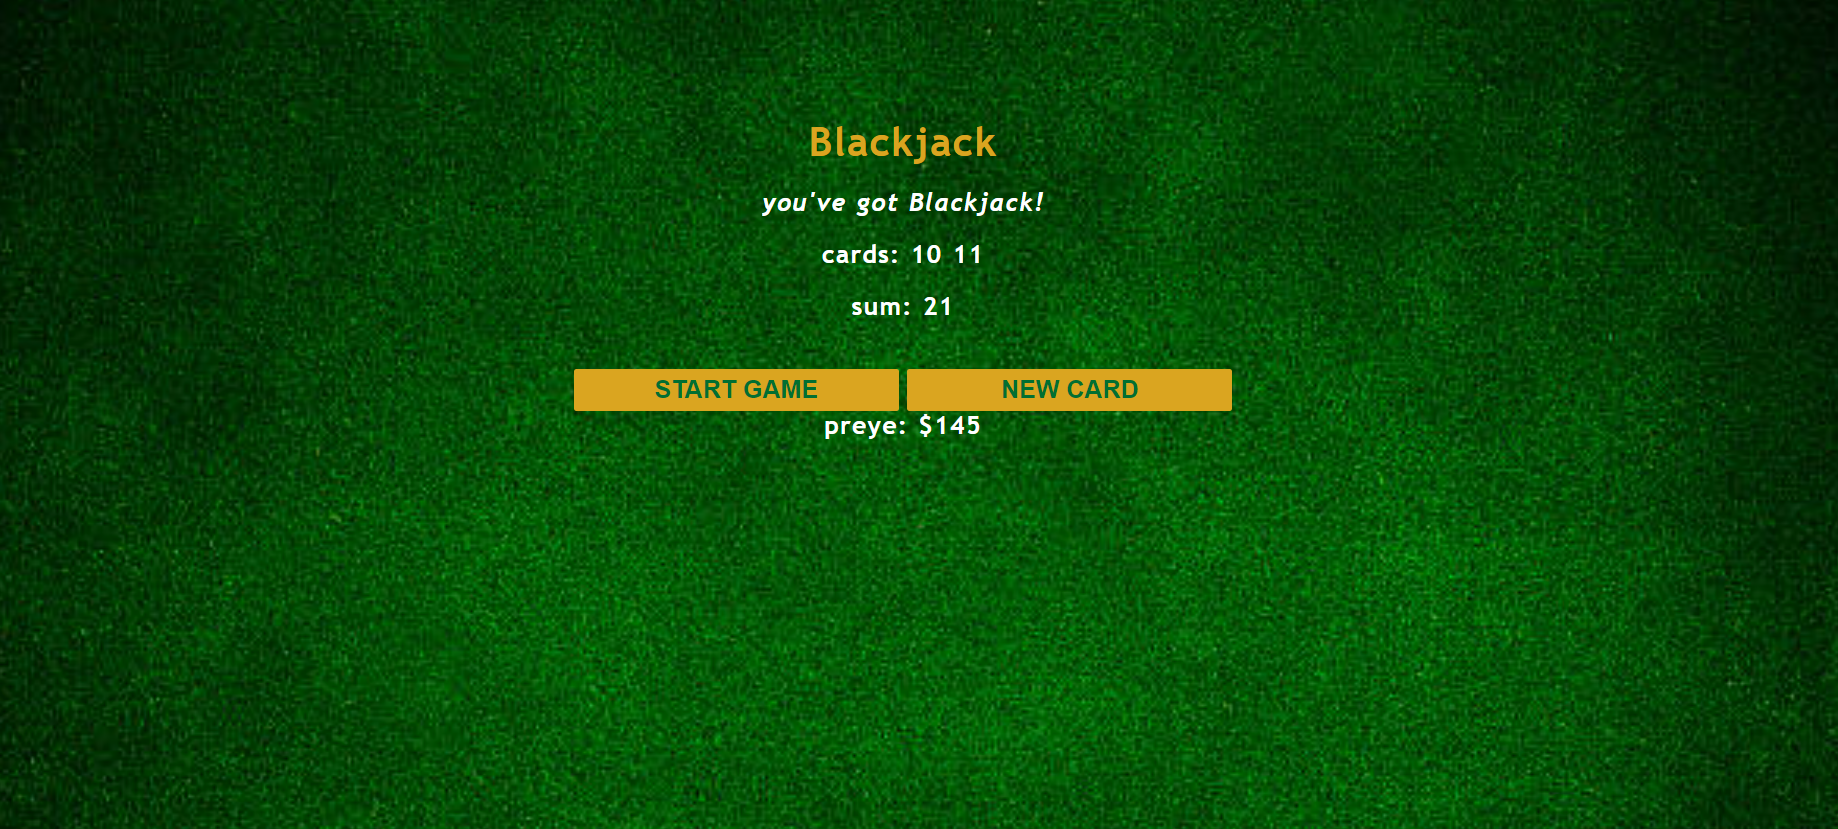 Blackjack
you've got Blackjack!
cards: 10 11
sum: 21
START GAME NEW CARD
preye: $145